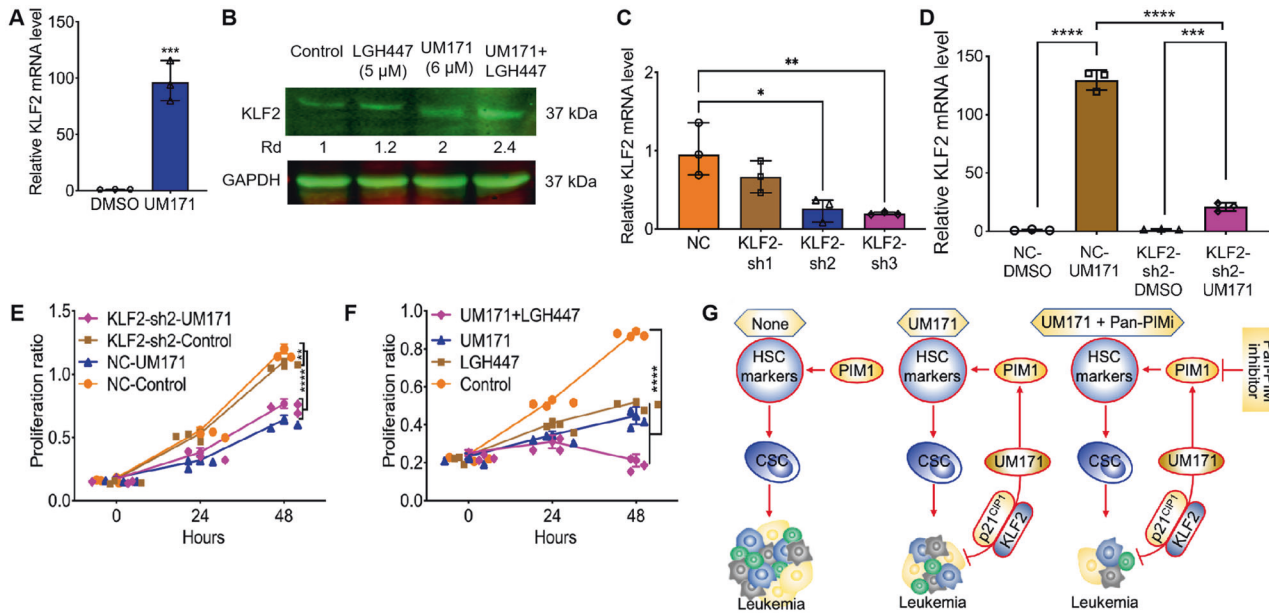 A
Relative KLF2 mRNA level
150
100
50
0
***
DMSO UM171
B
Control
LGH447
(5 μM)
UM171
(6 μM)
UM171+
LGH447
KLF2
37 kDa
Rd 1 1.2 2 2.4
GAPDH
37 kDa
C
Relative KLF2 mRNA level
2
1
0
**
*
NC
KLF2-
sh1
KLF2-
sh2
KLF2-
sh3
D
Relative KLF2 mRNA level
150
100
50
0
****
****
***
NC-
DMSO
NC-
UM171
KLF2-
sh2-
DMSO
KLF2-
sh2-
UM171
E
Proliferation ratio
1.5
1.0
0.5
0.0
KLF2-sh2-UM171
KLF2-sh2-Control
NC-UM171
NC-Control
**
****
0 24 48
Hours
F
Proliferation ratio
1.0
0.8
0.6
0.4
0.2
0.0
UM171+LGH447
UM171
LGH447
Control
****
0 24 48
Hours
G
None
HSC
markers
PIM1
CSC
Leukemia
UM171
HSC
markers
PIM1
CSC
UM171
p21CiP1
KLF2
Leukemia
UM171 + Pan-PIMi
HSC
markers
PIM1
inhibitor
CSC
UM171
p21CiP1
KLF2
Leukemia